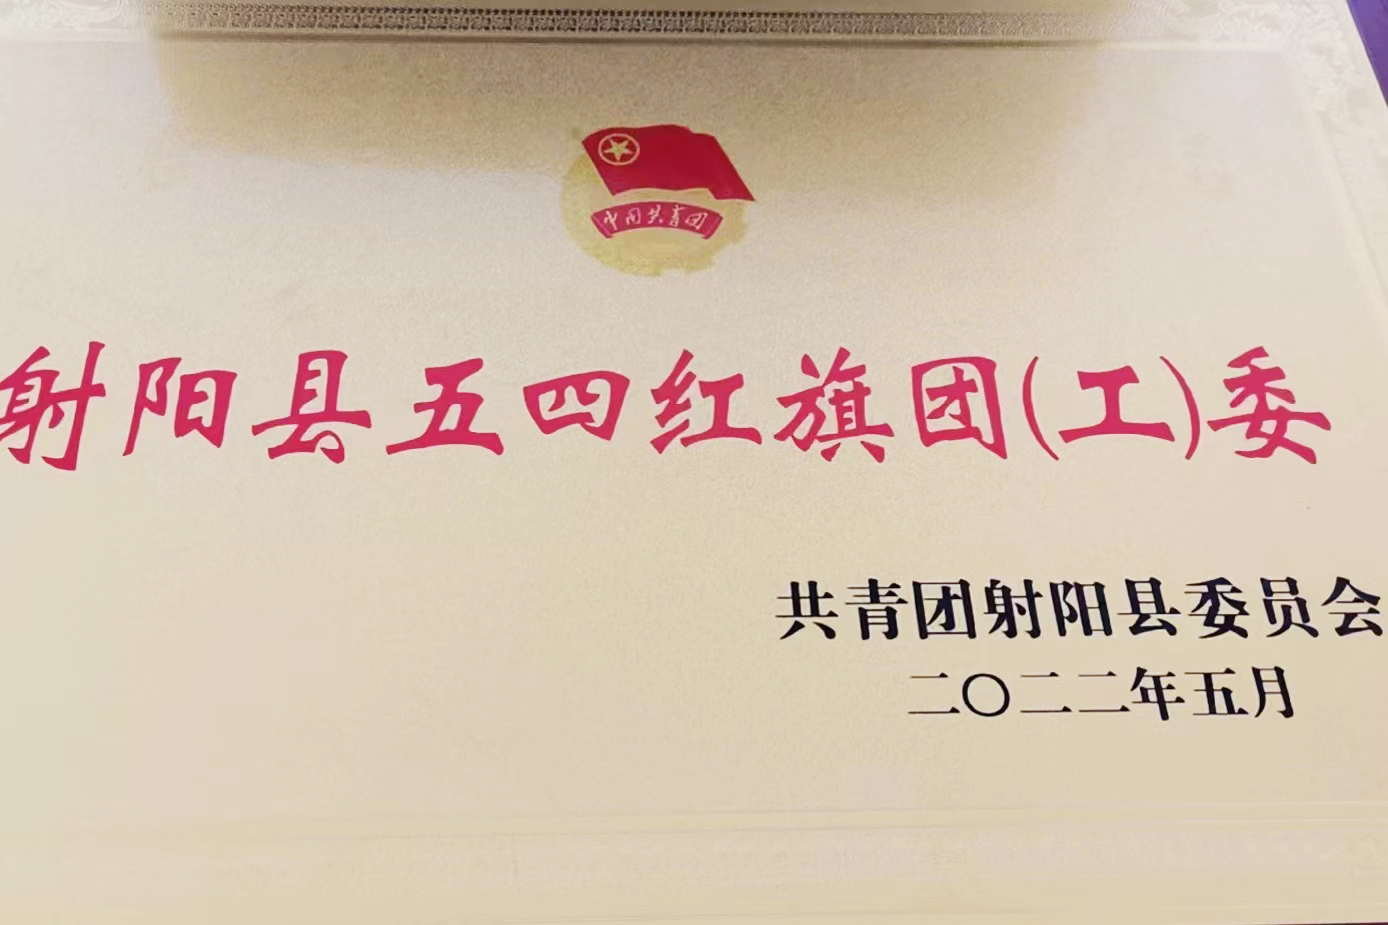 中国共青团
射阳县五四红旗团(工)委
共青团射阳县委员会
二〇二二年五月